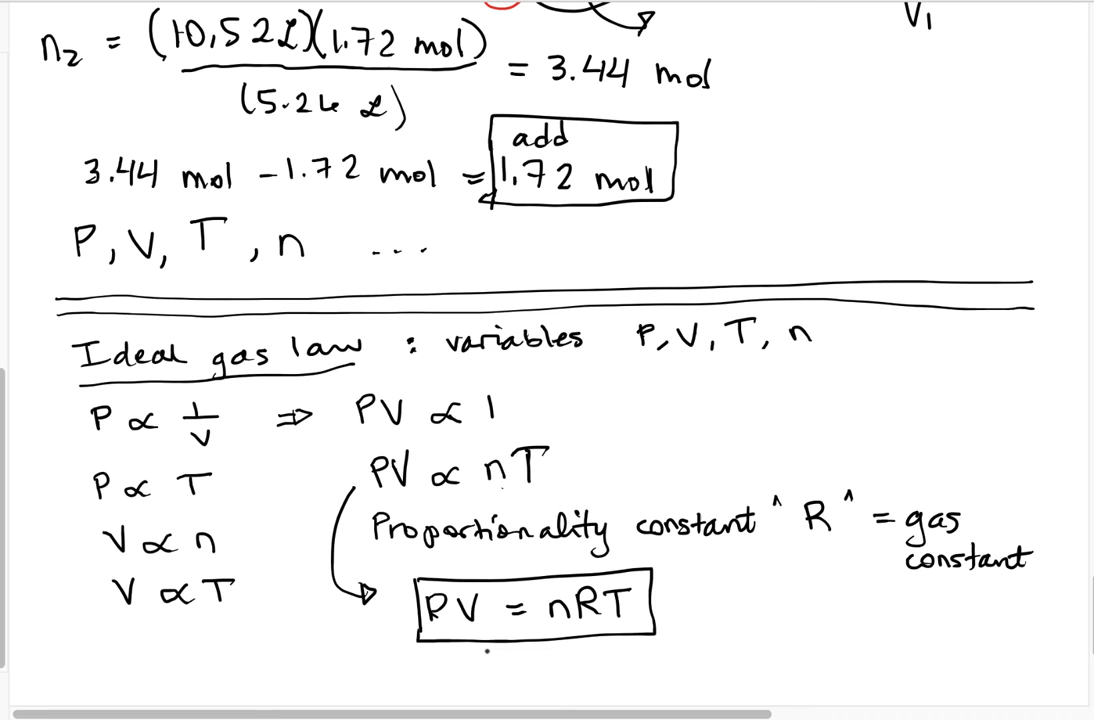 V₁
n₂ = (10.52 L)(1.72 mol) / (5.26 L) = 3.44 mol
3.44 mol - 1.72 mol = add 1.72 mol
P, V, T, n ...
Ideal gas law : variables P, V, T, n
P ∝ 1/V ⇒ PV ∝ 1
P ∝ T PV ∝ nT
V ∝ n Proportionality constant "R" = gas constant
V ∝ T
PV = nRT